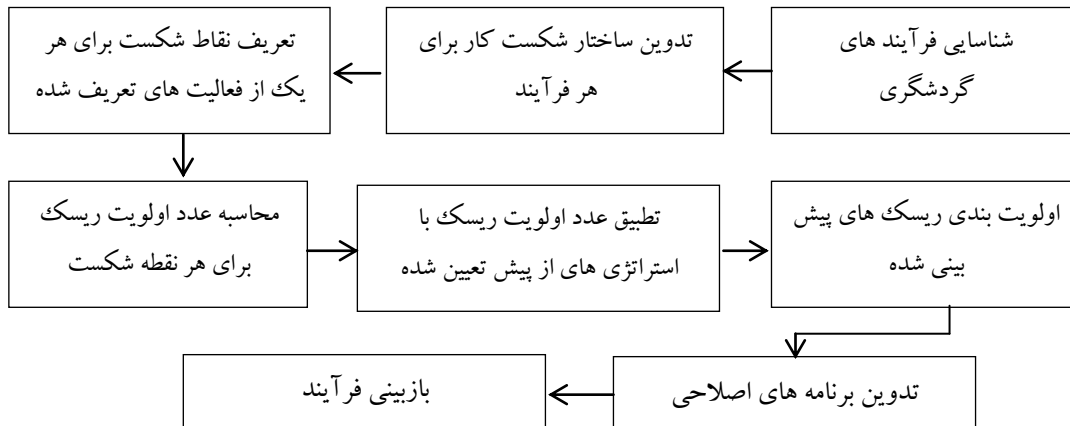 شناسایی فرآیند های
گردشگری
تدوین ساختار شکست کار برای
هر فرآیند
تعریف نقاط شکست برای هر
یک از فعالیت های تعریف شده
محاسبه عدد اولویت ریسک
برای هر نقطه شکست
تطبیق عدد اولویت ریسک با
استراتژی های از پیش تعیین شده
اولویت بندی ریسک های پیش
بینی شده
تدوین برنامه های اصلاحی
بازبینی فرآیند